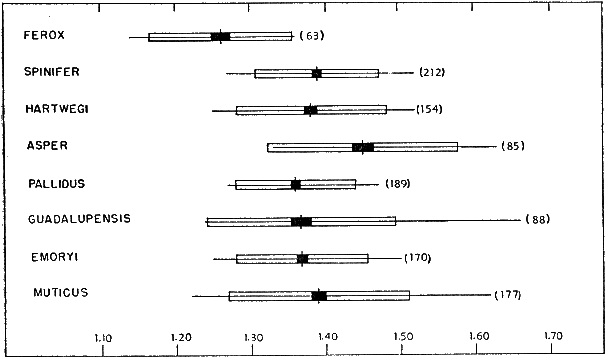 FEROX (63)
SPINIFER (212)
HARTWEGI (154)
ASPER (85)
PALLIDUS (189)
GUADALUPENSIS (88)
EMORYI (170)
MUTICUS (177)
1.10 1.20 1.30 1.40 1.50 1.60 1.70